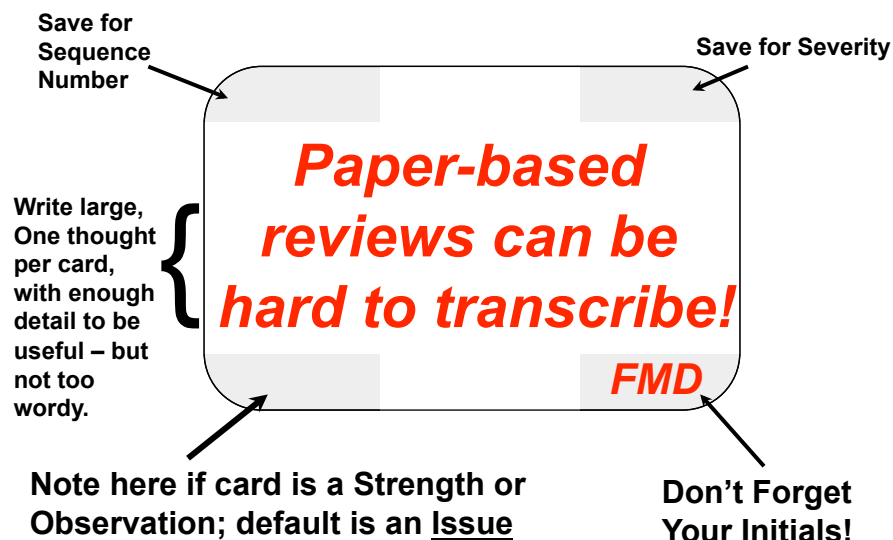 Save for
Sequence
Number
Save for Severity
Paper-based
reviews can be
hard to transcribe!
Write large,
One thought
per card,
with enough
detail to be
useful – but
not too
wordy.
{
FMD
Note here if card is a Strength or
Observation; default is an Issue
Don’t Forget
Your Initials!